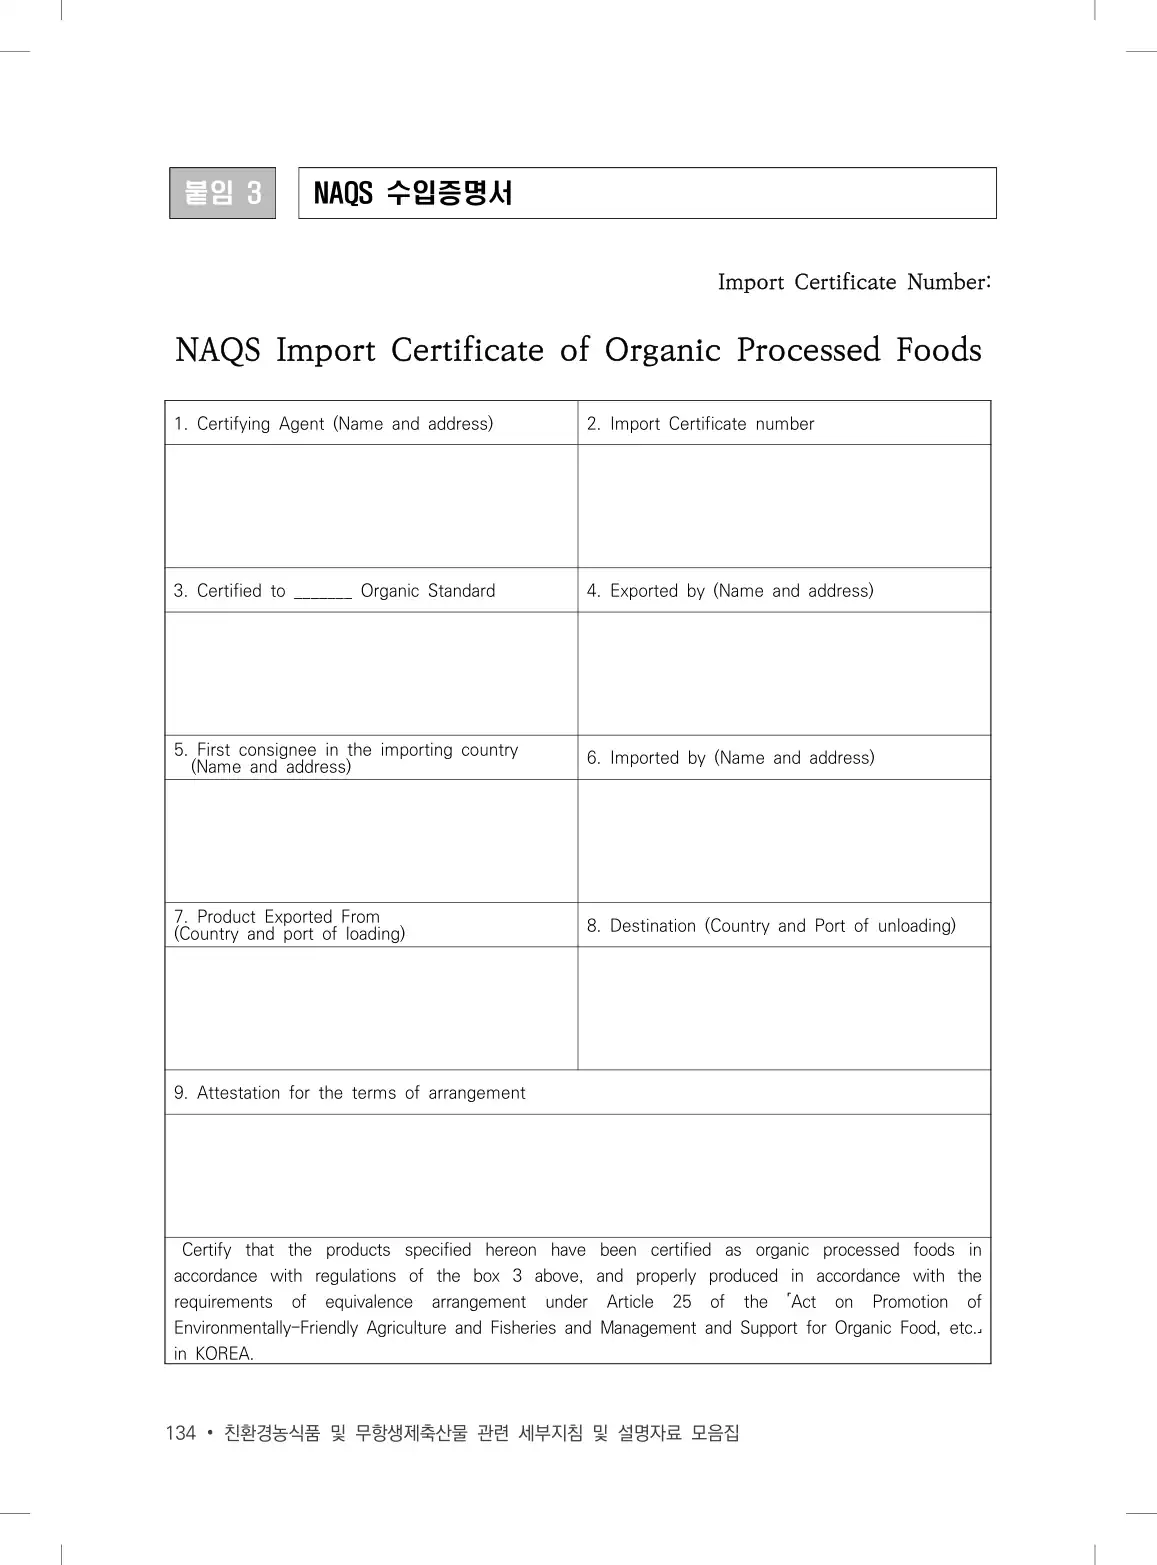 붙임 3
NAQS 수입증명서
Import Certificate Number:
NAQS Import Certificate of Organic Processed Foods
1. Certifying Agent (Name and address)
2. Import Certificate number
3. Certified to _______ Organic Standard
4. Exported by (Name and address)
5. First consignee in the importing country
(Name and address)
6. Imported by (Name and address)
7. Product Exported From
(Country and port of loading)
8. Destination (Country and Port of unloading)
9. Attestation for the terms of arrangement
Certify that the products specified hereon have been certified as organic processed foods in
accordance with regulations of the box 3 above, and properly produced in accordance with the
requirements of equivalence arrangement under Article 25 of the 「Act on Promotion of
Environmentally-Friendly Agriculture and Fisheries and Management and Support for Organic Food, etc.」
in KOREA.
134 • 친환경농식품 및 무항생제축산물 관련 세부지침 및 설명자료 모음집